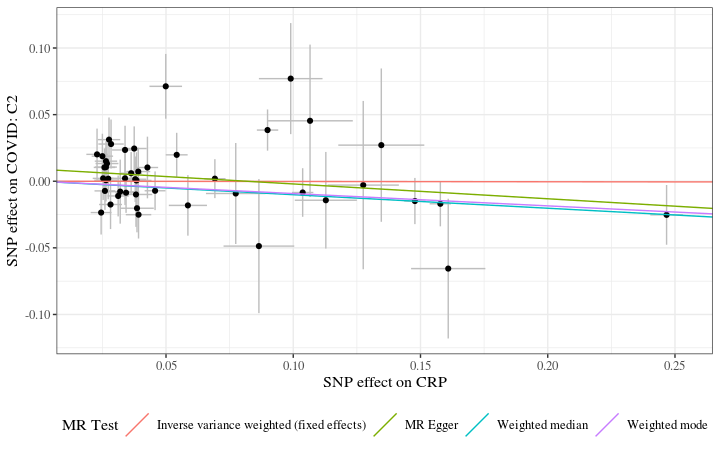 0.10
0.05
0.00
-0.05
-0.10
SNP effect on COVID: C2
0.05 0.10 0.15 0.20 0.25
SNP effect on CRP
MR Test Inverse variance weighted (fixed effects) MR Egger Weighted median Weighted mode